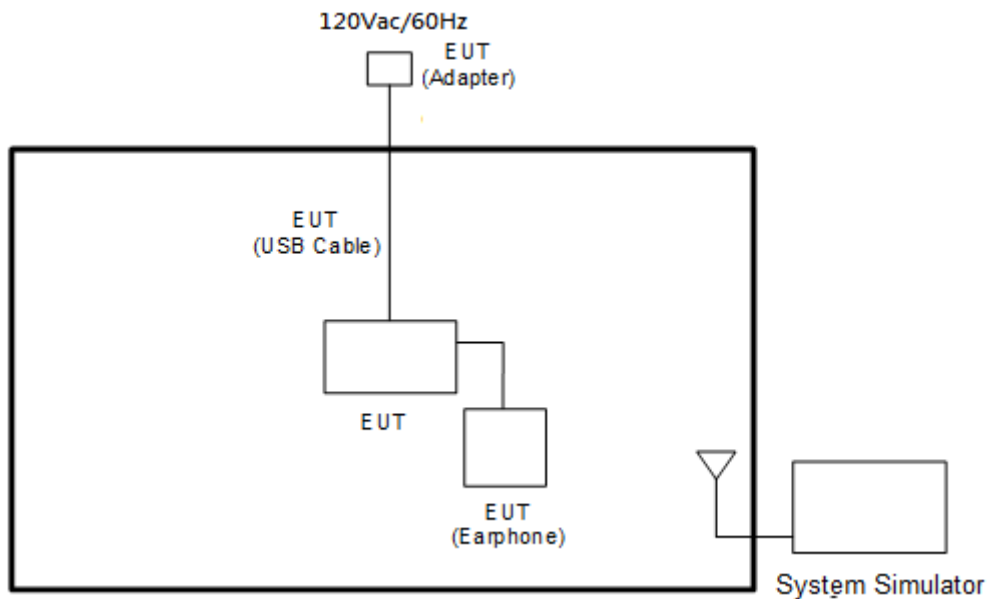 120Vac/60Hz
EUT
(Adapter)
EUT
(USB Cable)
EUT
EUT
(Earphone)
System Simulator